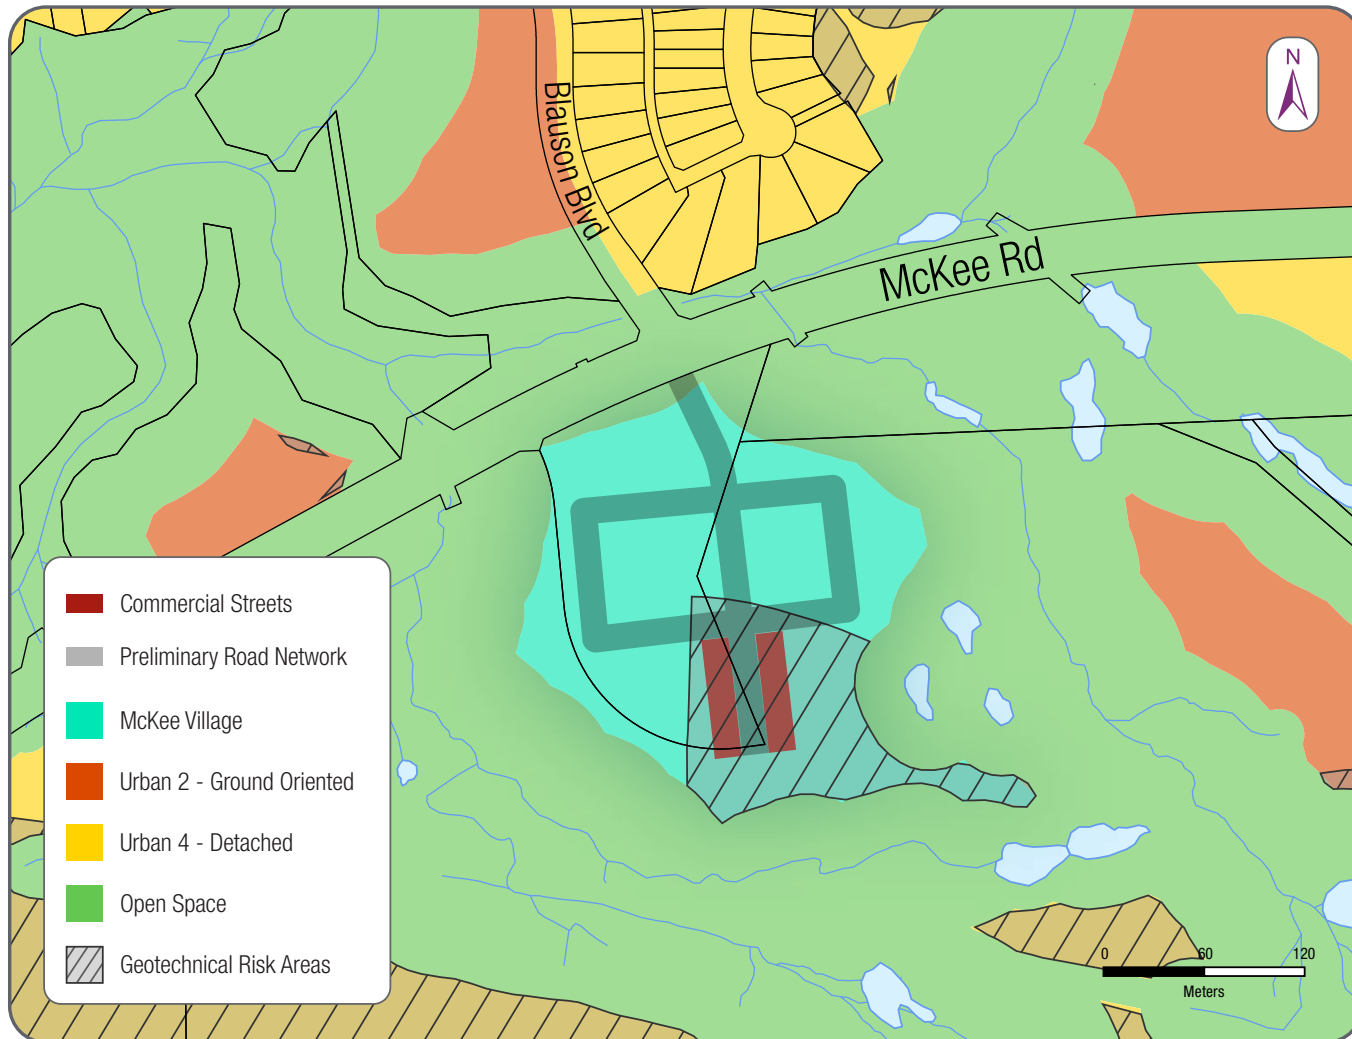 N
Blauson Blvd
McKee Rd
Commercial Streets
Preliminary Road Network
McKee Village
Urban 2 - Ground Oriented
Urban 4 - Detached
Open Space
Geotechnical Risk Areas
0 60 120
Meters